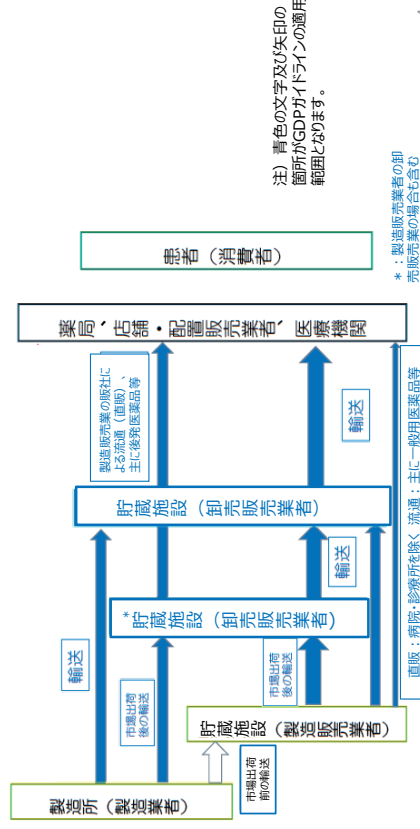 製造所（製造業者）
市場出荷
前の輸送
貯蔵施設（製造販売業者）
輸送
市場出荷
後の輸送
市場出荷
後の輸送
*貯蔵施設（卸売販売業者）
輸送
貯蔵施設（卸売販売業者）
製造販売業の販社に
よる流通（直販）、
主に後発医薬品等
輸送
直販：病院・診療所を除く 流通：主に一般用医薬品等
薬局、店舗・配置販売業者、医療機関
患者（消費者）
*：製造販売業者の卸
売販売業の場合も含む
注）青色の文字及び矢印の
箇所がGDPガイドラインの適用
範囲となります。